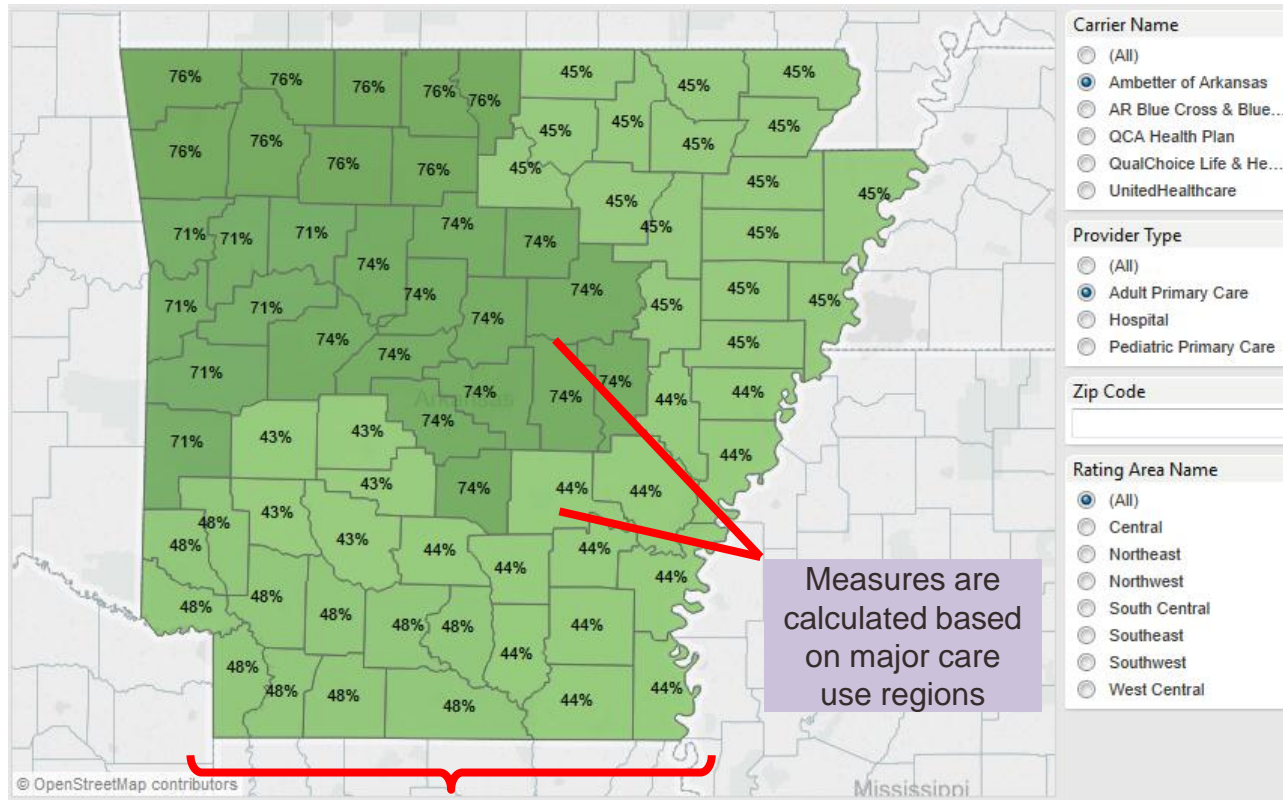 76% 76% 76% 76% 76% 45% 45% 45%
76% 76% 76% 76% 45% 45% 45% 45% 45%
45% 45% 45%
71% 71% 71% 74% 74% 45% 45%
74% 74% 74% 45% 45% 45%
71% 71% 74% 74% 74% 45%
71% 74% 74% 74% 44% 44%
Arkansas
71% 43% 43% 74% 44%
43% 74% 44% 44%
48% 43% 43%
48% 44% 44% 44%
48% 48% 48% 48% 48% 44% 44%
48% 48% 48% 48% 44% 44% 44%
Measures are
calculated based
on major care
use regions
© OpenStreetMap contributors
Mississippi
Carrier Name
(All)
Ambetter of Arkansas
AR Blue Cross & Blue...
QCA Health Plan
QualChoice Life & He...
UnitedHealthcare
Provider Type
(All)
Adult Primary Care
Hospital
Pediatric Primary Care
Zip Code
Rating Area Name
(All)
Central
Northeast
Northwest
South Central
Southeast
Southwest
West Central